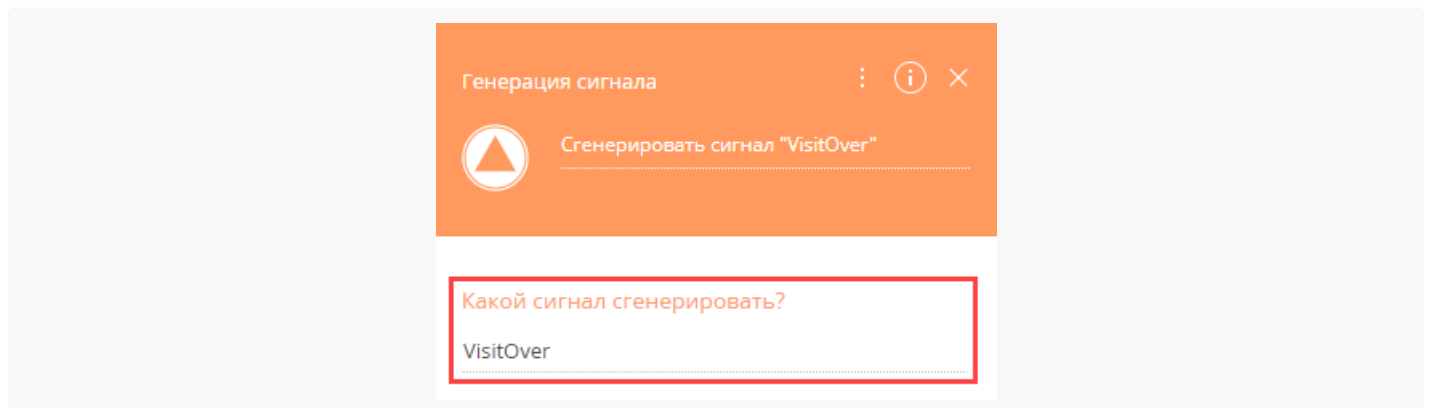 Генерация сигнала
Сгенерировать сигнал "VisitOver"
Какой сигнал сгенерировать?
VisitOver